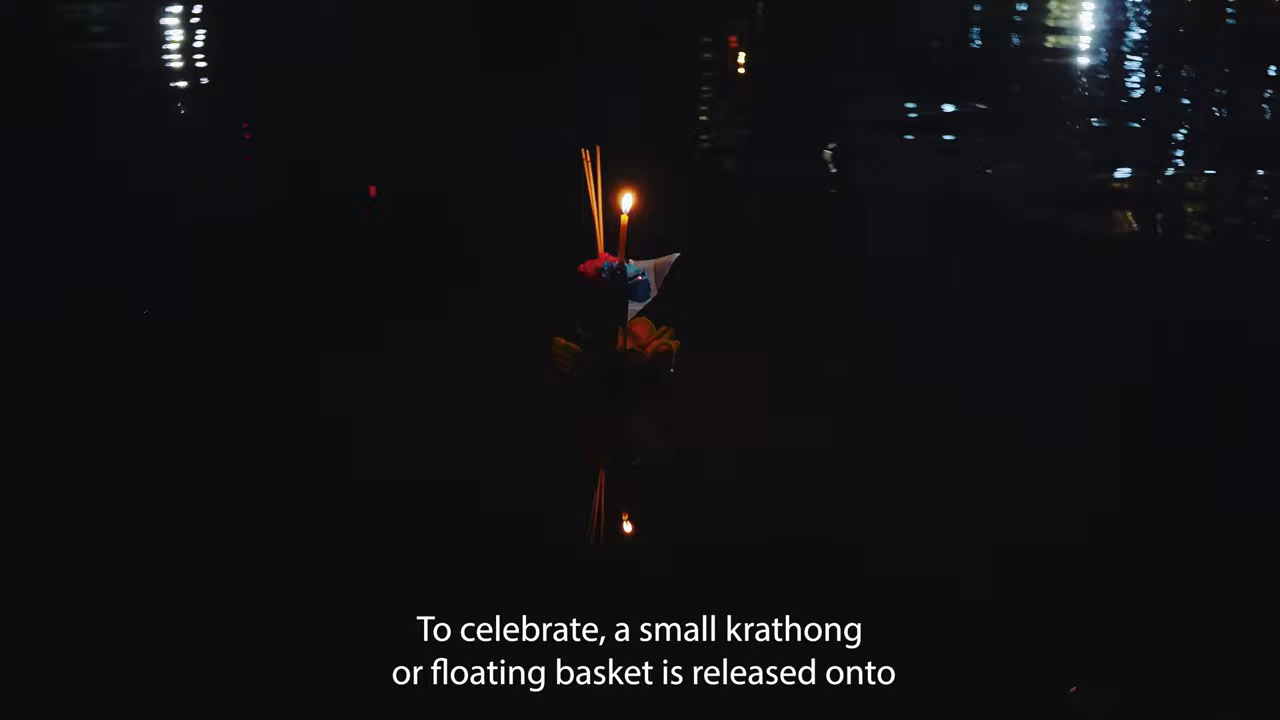 To celebrate, a small krathong
or floating basket is released onto